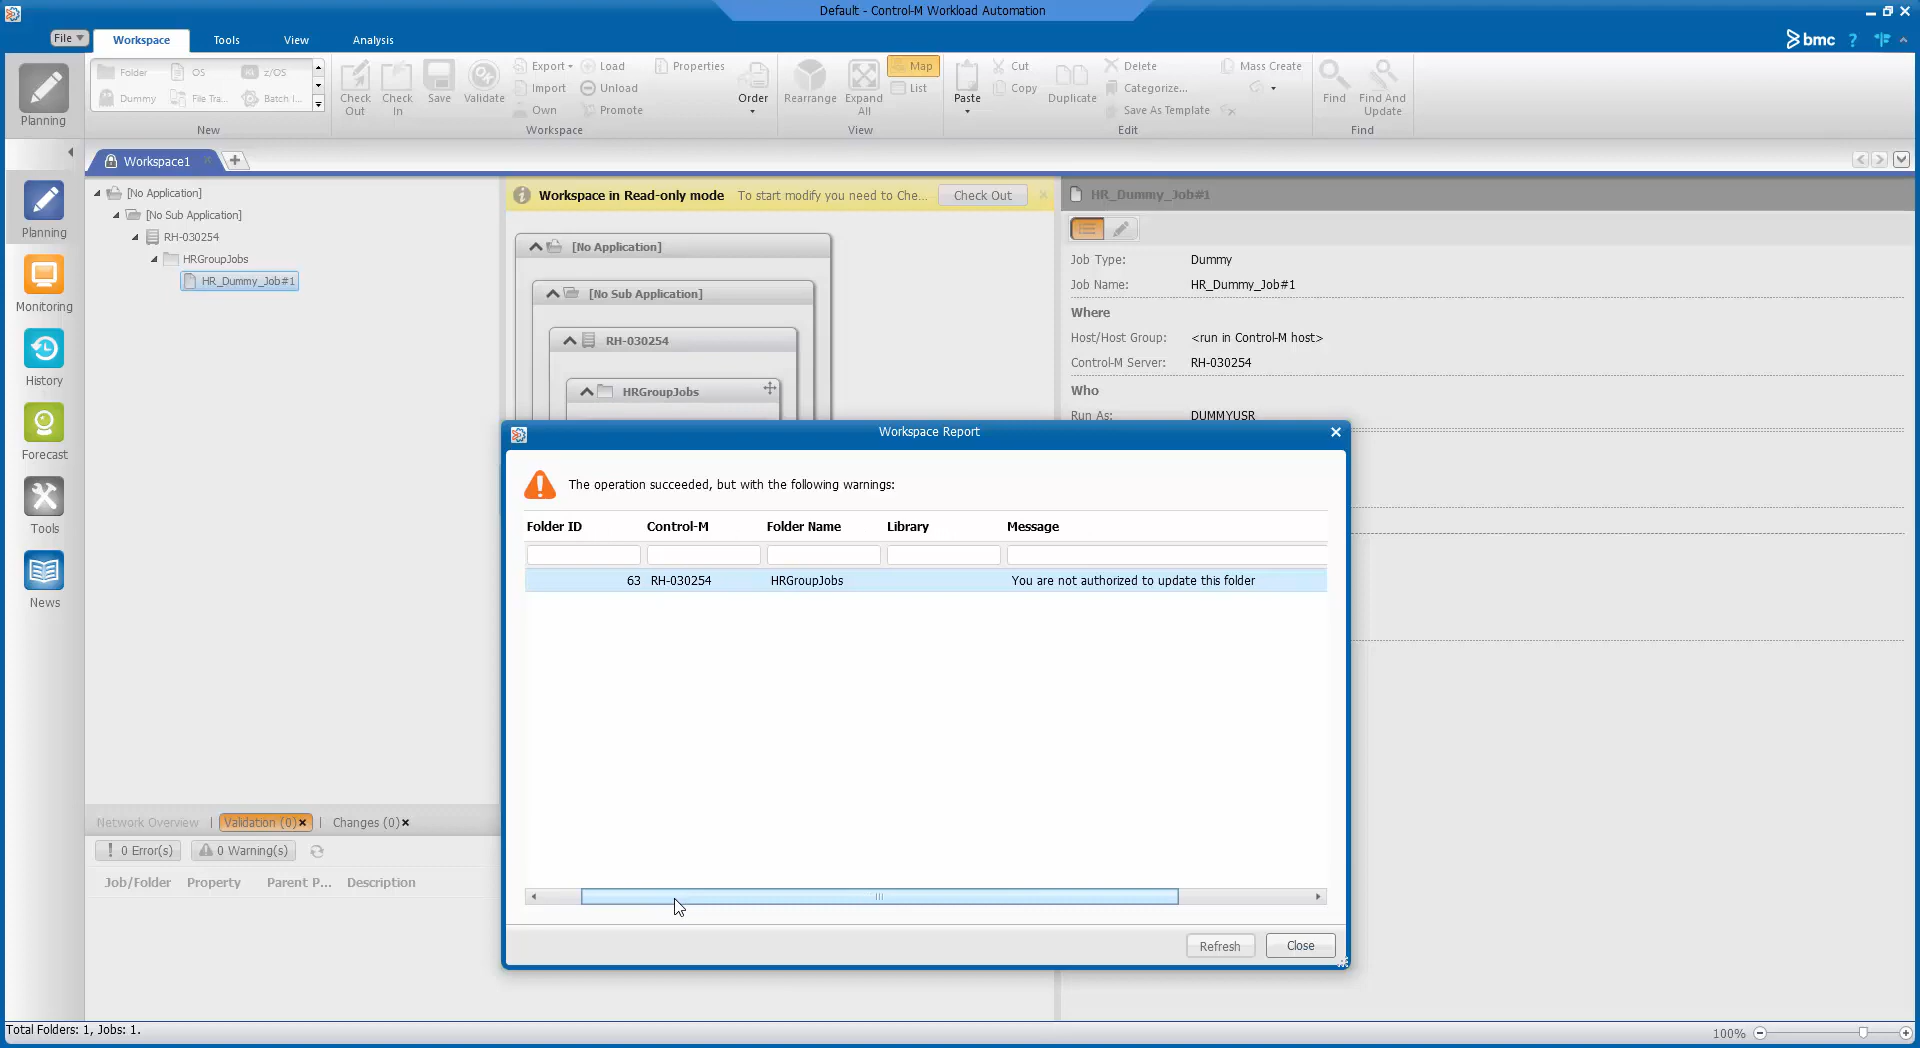 Default - Control-M Workload Automation
File
Workspace
Tools
View
Analysis
bmc
?
Planning
Folder
OS
z/OS
Dummy
File Tra...
Batch I...
New
Check Out
Check In
Save
Validate
Export
Import
Own
Load
Unload
Promote
Properties
Order
Workspace
Rearrange
Expand All
Map
List
View
Paste
Cut
Copy
Duplicate
Delete
Categorize...
Save As Template
Mass Create
Edit
Find
Find And Update
Find
Workspace1
Planning
Monitoring
History
Forecast
Tools
News
[No Application]
[No Sub Application]
RH-030254
HRGroupJobs
HR_Dummy_Job#1
Workspace in Read-only mode To start modify you need to Che... Check Out
[No Application]
[No Sub Application]
RH-030254
HRGroupJobs
HR_Dummy_Job#1
Job Type: Dummy
Job Name: HR_Dummy_Job#1
Where
Host/Host Group: <run in Control-M host>
Control-M Server: RH-030254
Who
Run As: DUMMYUSR
Workspace Report
The operation succeeded, but with the following warnings:
Folder ID Control-M Folder Name Library Message
63 RH-030254 HRGroupJobs You are not authorized to update this folder
Refresh Close
Network Overview | Validation (0) | Changes (0)
0 Error(s) 0 Warning(s)
Job/Folder Property Parent P... Description
Total Folders: 1, Jobs: 1.
100%